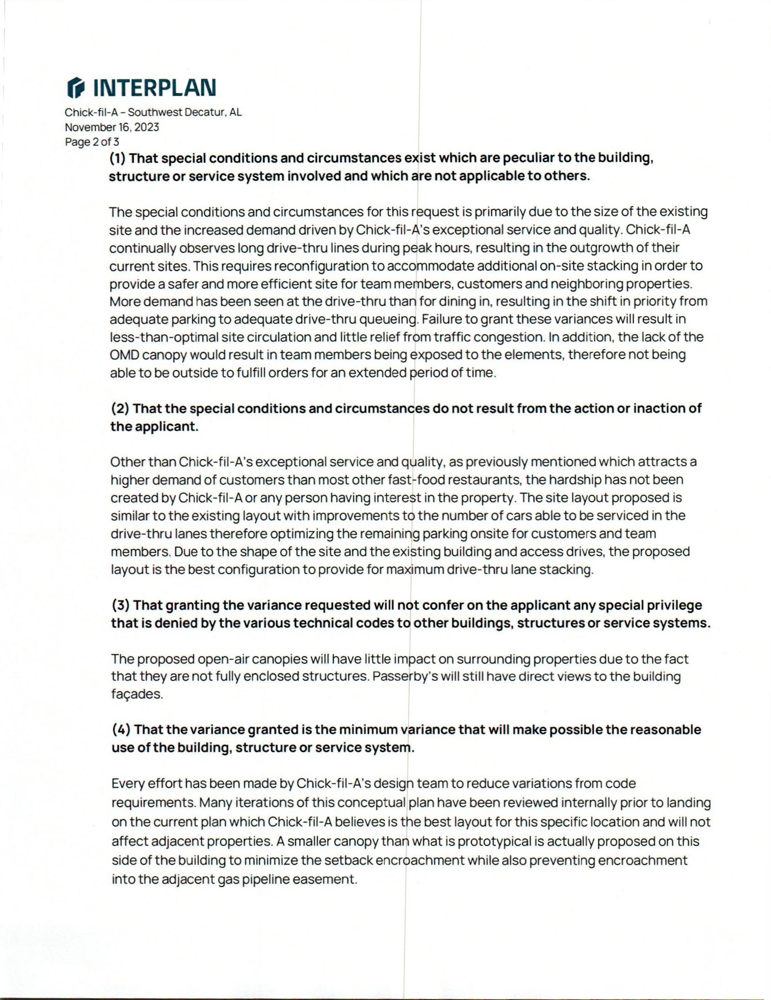 INTERPLAN
Chick-fil-A – Southwest Decatur, AL
November 16, 2023
Page 2 of 3
(1) That special conditions and circumstances exist which are peculiar to the building,
structure or service system involved and which are not applicable to others.
The special conditions and circumstances for this request is primarily due to the size of the existing
site and the increased demand driven by Chick-fil-A's exceptional service and quality. Chick-fil-A
continually observes long drive-thru lines during peak hours, resulting in the outgrowth of their
current sites. This requires reconfiguration to accommodate additional on-site stacking in order to
provide a safer and more efficient site for team members, customers and neighboring properties.
More demand has been seen at the drive-thru than for dining in, resulting in the shift in priority from
adequate parking to adequate drive-thru queueing. Failure to grant these variances will result in
less-than-optimal site circulation and little relief from traffic congestion. In addition, the lack of the
OMD canopy would result in team members being exposed to the elements, therefore not being
able to be outside to fulfill orders for an extended period of time.
(2) That the special conditions and circumstances do not result from the action or inaction of
the applicant.
Other than Chick-fil-A's exceptional service and quality, as previously mentioned which attracts a
higher demand of customers than most other fast-food restaurants, the hardship has not been
created by Chick-fil-A or any person having interest in the property. The site layout proposed is
similar to the existing layout with improvements to the number of cars able to be serviced in the
drive-thru lanes therefore optimizing the remaining parking onsite for customers and team
members. Due to the shape of the site and the existing building and access drives, the proposed
layout is the best configuration to provide for maximum drive-thru lane stacking.
(3) That granting the variance requested will not confer on the applicant any special privilege
that is denied by the various technical codes to other buildings, structures or service systems.
The proposed open-air canopies will have little impact on surrounding properties due to the fact
that they are not fully enclosed structures. Passerby's will still have direct views to the building
façades.
(4) That the variance granted is the minimum variance that will make possible the reasonable
use of the building, structure or service system.
Every effort has been made by Chick-fil-A's design team to reduce variations from code
requirements. Many iterations of this conceptual plan have been reviewed internally prior to landing
on the current plan which Chick-fil-A believes is the best layout for this specific location and will not
affect adjacent properties. A smaller canopy than what is prototypical is actually proposed on this
side of the building to minimize the setback encroachment while also preventing encroachment
into the adjacent gas pipeline easement.